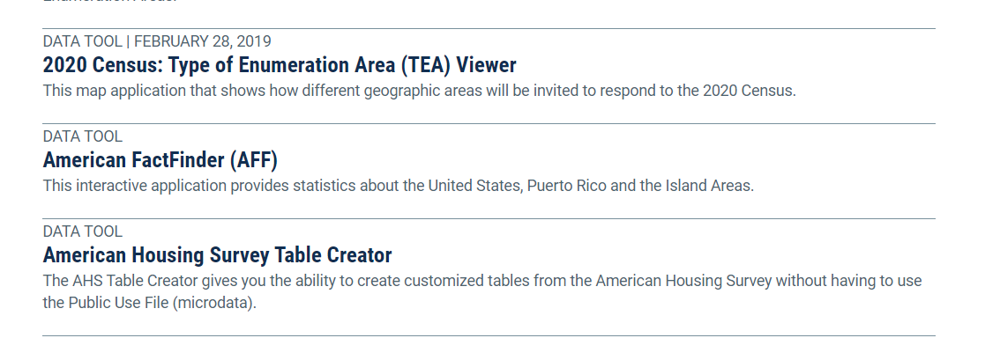 Enumeration Areas.
DATA TOOL | FEBRUARY 28, 2019
2020 Census: Type of Enumeration Area (TEA) Viewer
This map application that shows how different geographic areas will be invited to respond to the 2020 Census.
DATA TOOL
American FactFinder (AFF)
This interactive application provides statistics about the United States, Puerto Rico and the Island Areas.
DATA TOOL
American Housing Survey Table Creator
The AHS Table Creator gives you the ability to create customized tables from the American Housing Survey without having to use
the Public Use File (microdata).